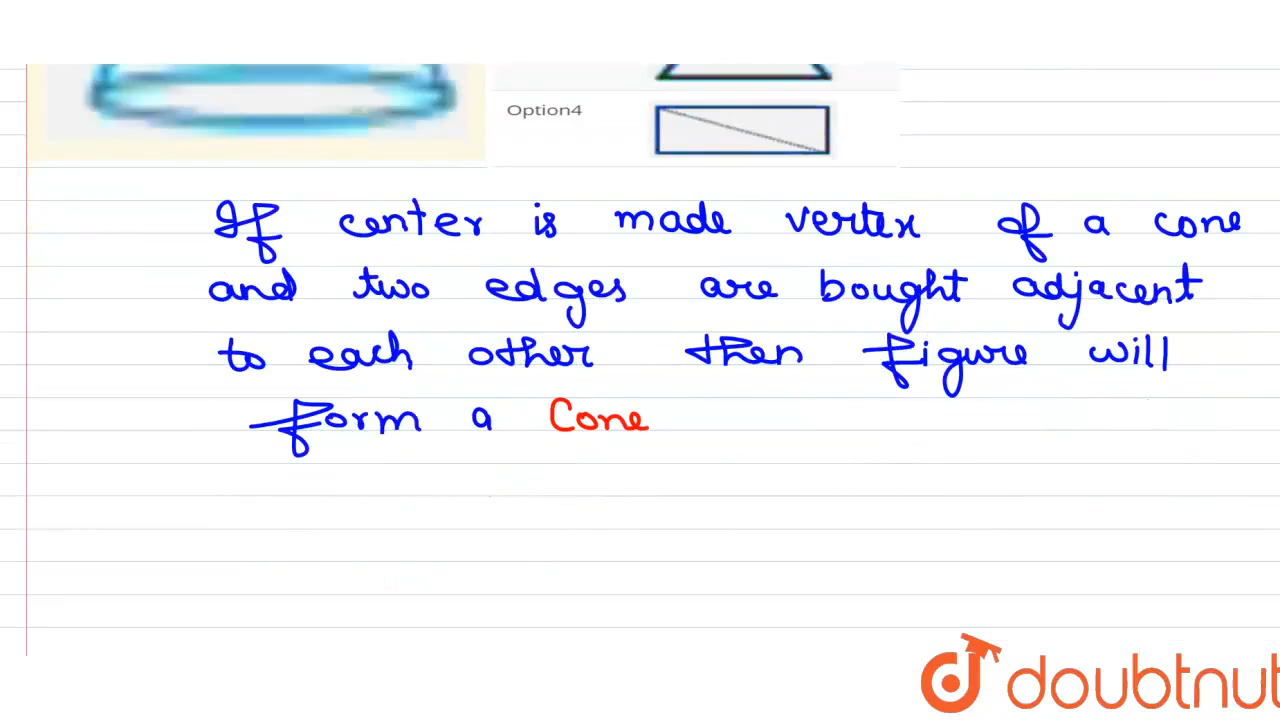 Option4
If center is made vertex of a cone
and two edges are bought adjacent
to each other then figure will
form a Cone
doubtnut